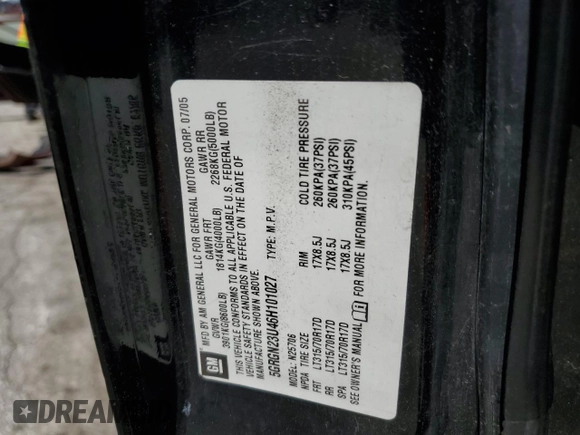 GM
MFD BY: AM GENERAL LLC FOR GENERAL MOTORS CORP. 07/05
GVWR GAWR FRT GAWR RR
3901KG(8600LB) 1814KG(4000LB) 2268KG(5000LB)
THIS VEHICLE CONFORMS TO ALL APPLICABLE U.S. FEDERAL MOTOR
VEHICLE SAFETY STANDARDS IN EFFECT ON THE DATE OF
MANUFACTURE SHOWN ABOVE.
5GRGN23U46H101027 TYPE: M.P.V.
MODEL: N25706
NPDA TIRE SIZE RIM COLD TIRE PRESSURE
FRT LT315/70R17D 17X8.5J 260KPA(37PSI)
RR LT315/70R17D 17X8.5J 260KPA(37PSI)
SPA LT315/70R17D 17X8.5J 310KPA(45PSI)
SEE OWNER'S MANUAL FOR MORE INFORMATION.
DREAM